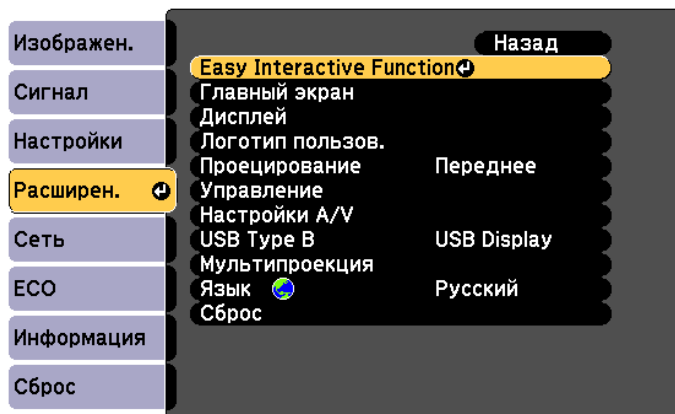 Изображен.
Сигнал
Настройки
Расширен.
Сеть
ECO
Информация
Сброс
Назад
Easy Interactive Function
Главный экран
Дисплей
Логотип пользов.
Проецирование Переднее
Управление
Настройки A/V
USB Type B USB Display
Мультипроекция
Язык Русский
Сброс